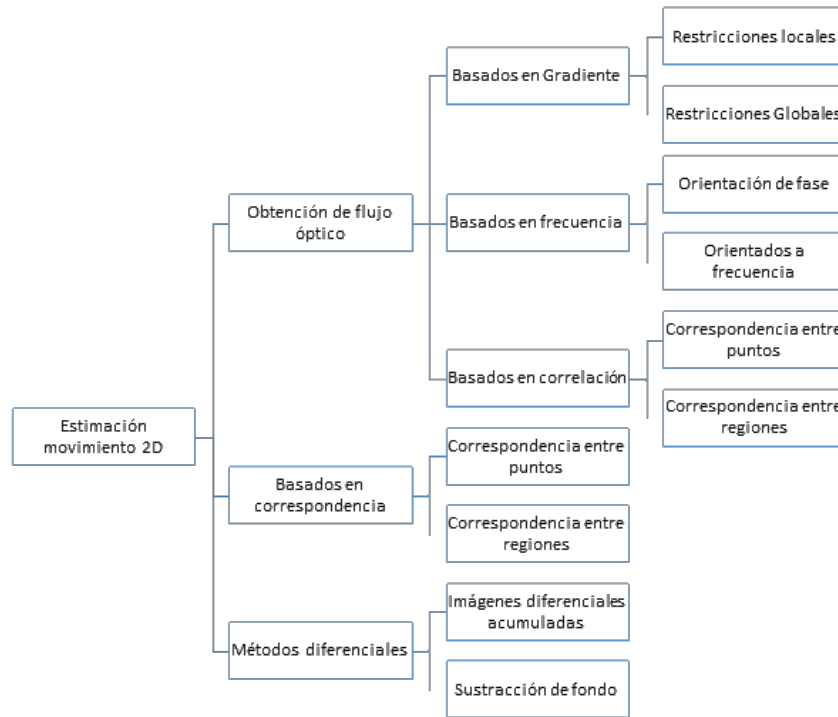 Restricciones locales
Basados en Gradiente
Restricciones Globales
Orientación de fase
Obtención de flujo
óptico
Basados en frecuencia
Orientados a
frecuencia
Correspondencia entre
puntos
Basados en correlación
Correspondencia entre
regiones
Estimación
movimiento 2D
Correspondencia entre
puntos
Basados en
correspondencia
Correspondencia entre
regiones
Imágenes diferenciales
acumuladas
Métodos diferenciales
Sustracción de fondo